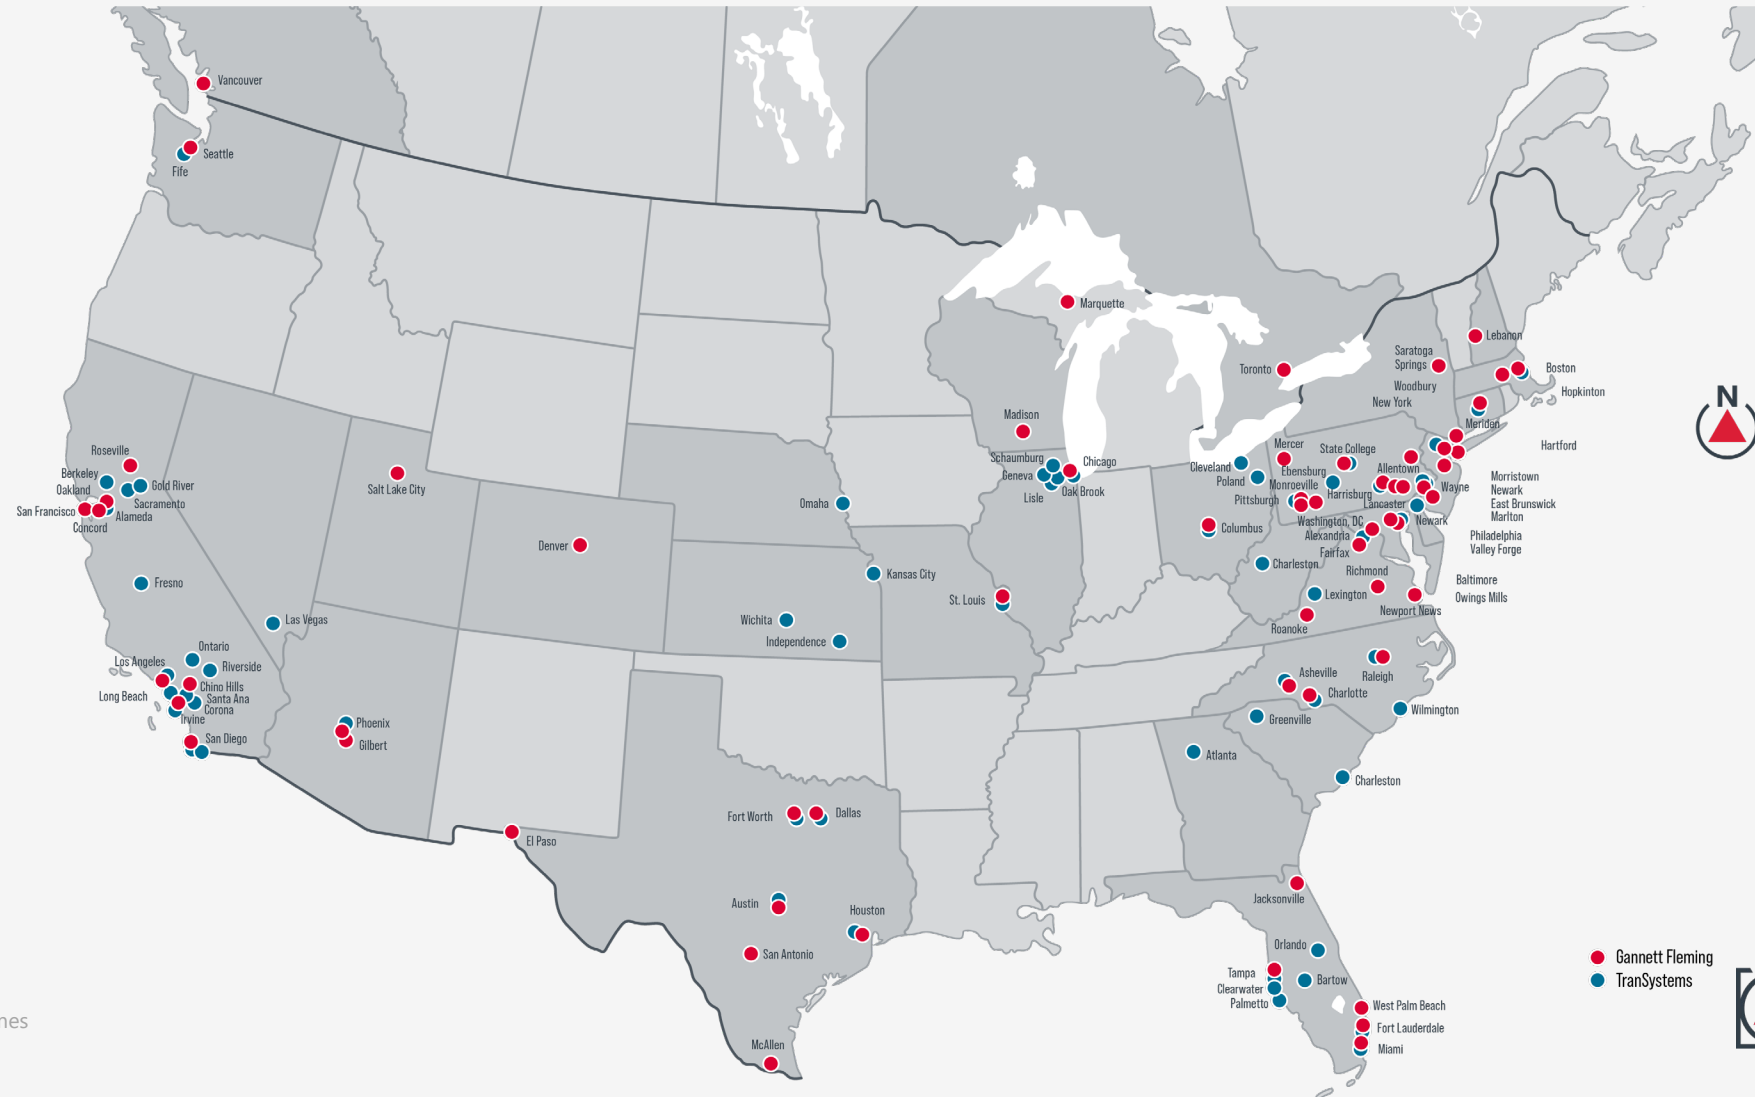 Vancouver
Seattle
Fife
Marquette
Lebanon
Saratoga
Springs
Toronto
Boston
Woodbury
Hopkinton
New York
N
Madison
Meriden
Hartford
Mercer
State College
Roseville
Schaumburg
Chicago
Cleveland
Allentown
Berkeley
Geneva
Poland
Ebensburg
Morristown
Oakland
Gold River
Salt Lake City
Lisle
Oak Brook
Monroeville
Harrisburg
Wayne
Newark
San Francisco
Sacramento
Omaha
Pittsburgh
Lancaster
East Brunswick
Alameda
Marlton
Concord
Columbus
Washington, DC
Newark
Alexandria
Philadelphia
Denver
Fairfax
Valley Forge
Charleston
Richmond
Kansas City
Baltimore
Fresno
Lexington
Owings Mills
St. Louis
Newport News
Las Vegas
Wichita
Roanoke
Independence
Ontario
Los Angeles
Riverside
Asheville
Raleigh
Chino Hills
Long Beach
Santa Ana
Charlotte
Corona
Wilmington
Irvine
Greenville
Phoenix
San Diego
Gilbert
Atlanta
Charleston
Fort Worth
Dallas
El Paso
Jacksonville
Austin
Houston
Orlando
San Antonio
Gannett Fleming
Tampa
Bartow
TranSystems
Clearwater
Palmetto
West Palm Beach
nes
Fort Lauderdale
McAllen
Miami